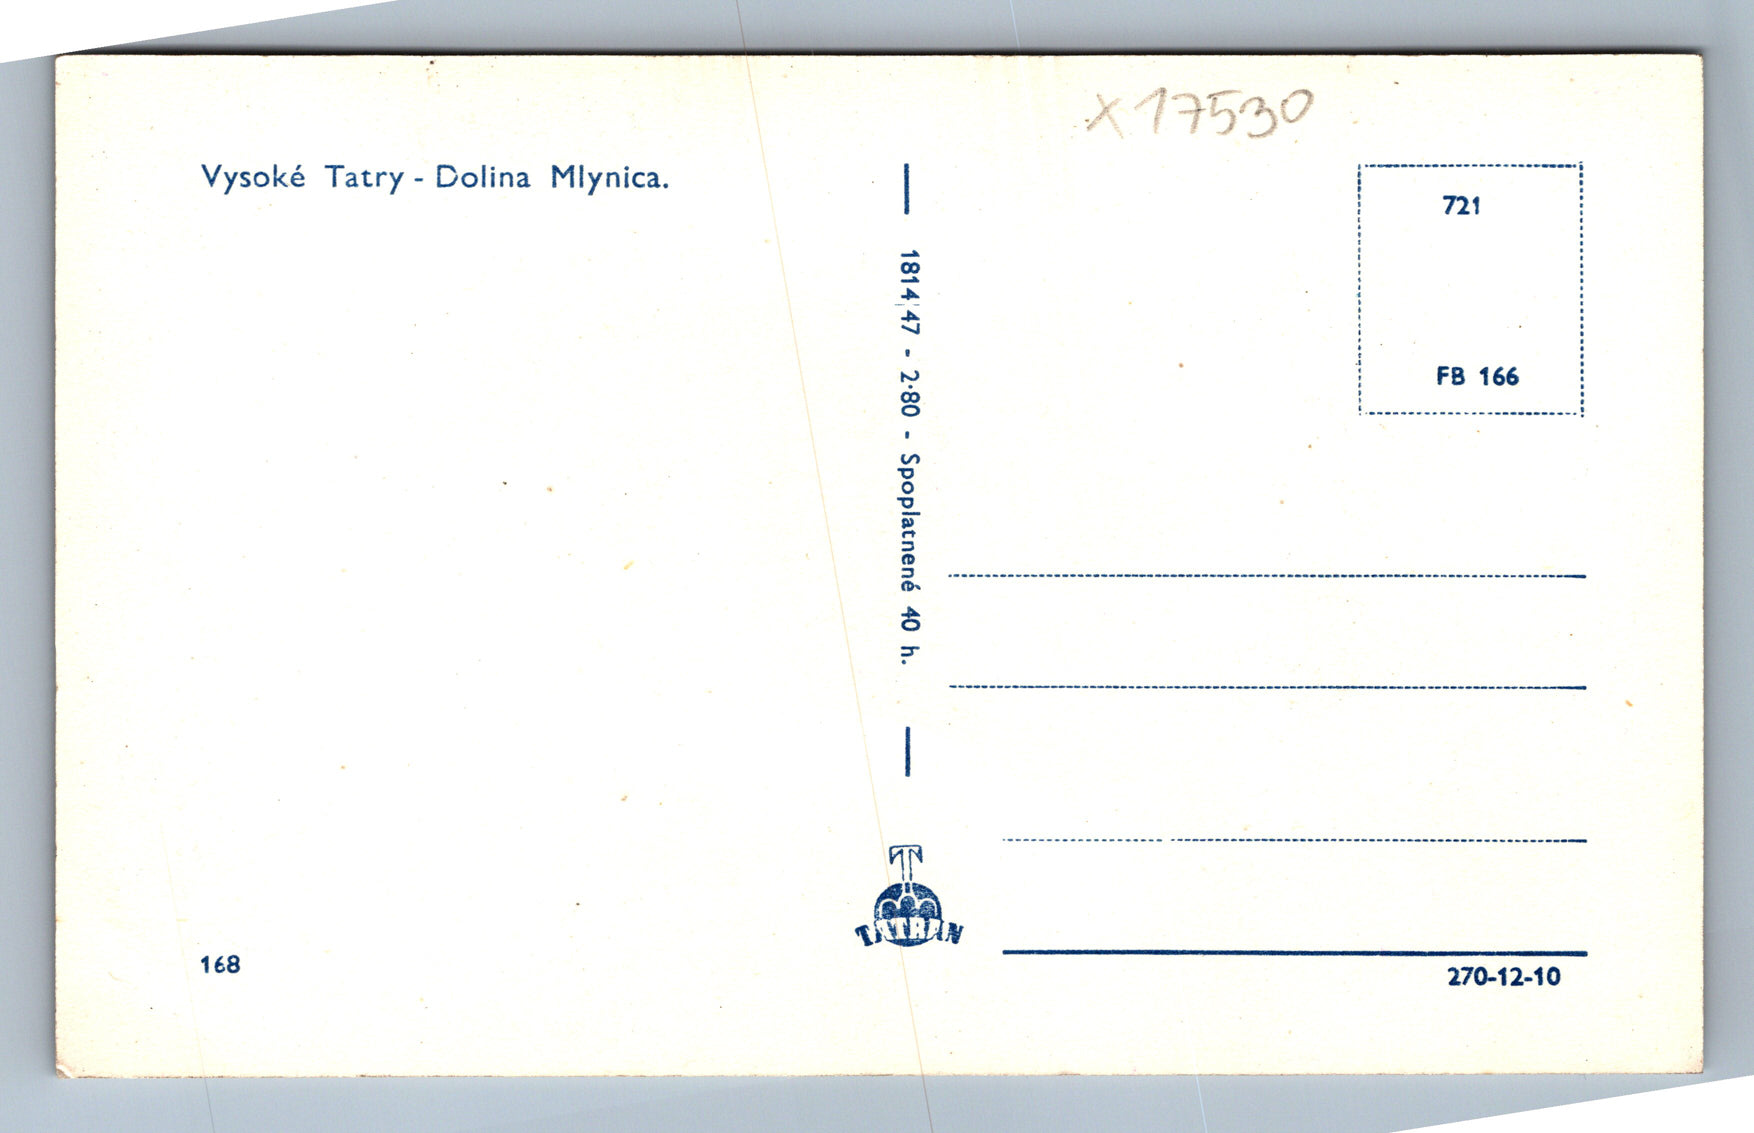 X17530
Vysoké Tatry - Dolina Mlynica.
721
FB 166
1814/47 - 2·80 - Spoplatnené 40 h.
T
TATRAN
168
270-12-10